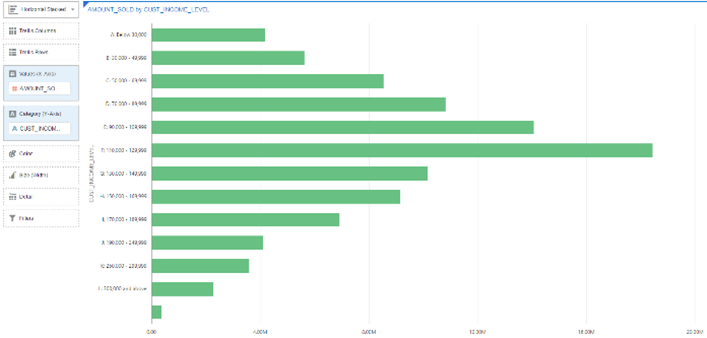 Horizontal Stacked
AMOUNT_SOLD by CUST_INCOME_LEVEL
Trellis Columns
Trellis Rows
Values (X-Axis)
AMOUNT_SO...
Category (Y-Axis)
CUST_INCOM...
Color
Size (Width)
Detail
Filters
CUST_INCOME_LEVEL
A: Below 30,000
B: 30,000 - 49,999
C: 50,000 - 69,999
D: 70,000 - 89,999
E: 90,000 - 109,999
F: 110,000 - 129,999
G: 130,000 - 149,999
H: 150,000 - 169,999
I: 170,000 - 189,999
J: 190,000 - 249,999
K: 250,000 - 299,999
L: 300,000 and above
0.00 4.00M 8.00M 12.00M 16.00M 20.00M